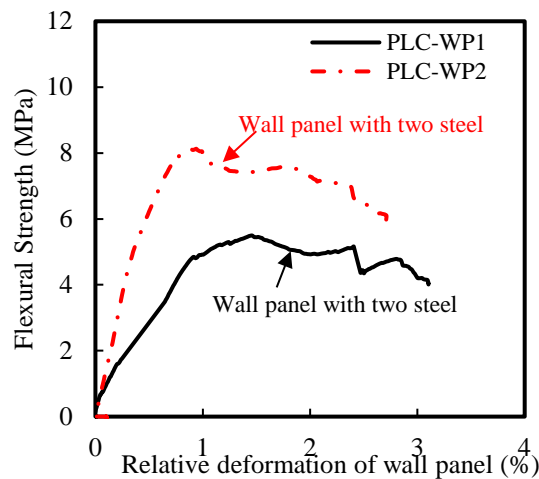 12
10
8
6
4
2
0
Flexural Strength (MPa)
PLC-WP1
PLC-WP2
Wall panel with two steel
Wall panel with two steel
0 1 2 3 4
Relative deformation of wall panel (%)